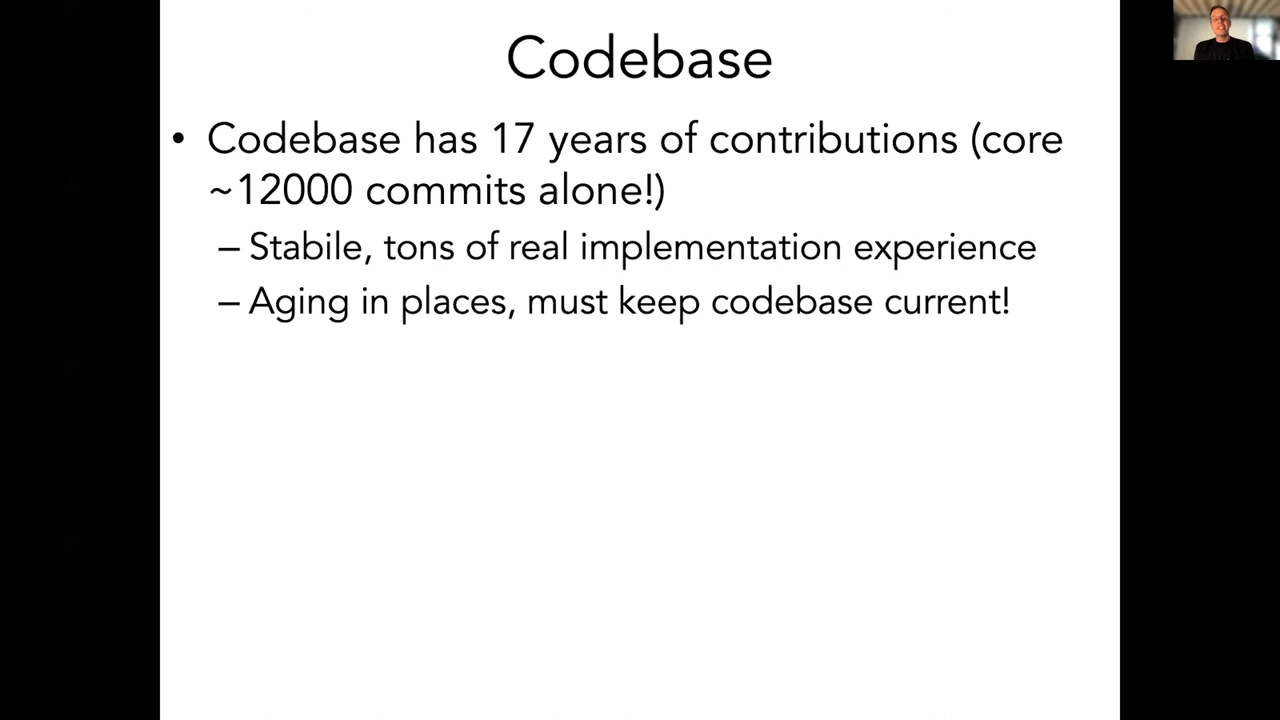 Codebase
• Codebase has 17 years of contributions (core
~12000 commits alone!)
– Stabile, tons of real implementation experience
– Aging in places, must keep codebase current!